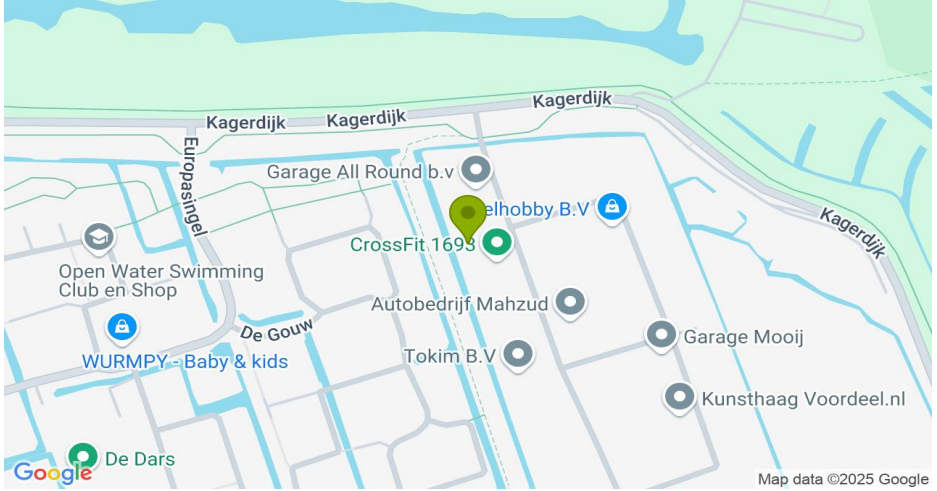 Kagerdijk
Kagerdijk
Kagerdijk
Europasingel
Garage All Round b.v
elhobby B.V
Kagerdijk
CrossFit 1693
Open Water Swimming
Club en Shop
Autobedrijf Mahzud
De Gouw
Garage Mooij
WURMPY - Baby & kids
Tokim B.V
Kunsthaag Voordeel.nl
De Dars
Google
Map data ©2025 Google